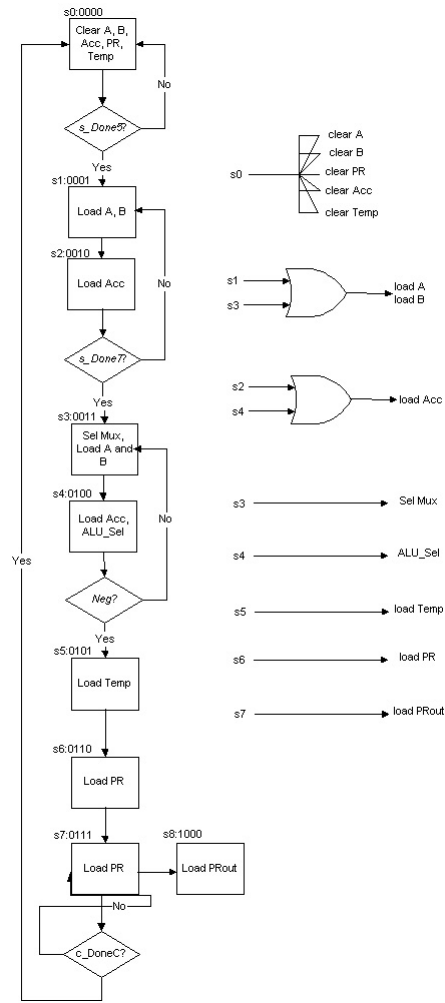 s0:0000
Clear A, B,
Acc, PR,
Temp
No
s_Done5?
Yes
s1:0001
Load A, B
s2:0010
Load Acc
No
s_Done7?
Yes
s3:0011
Sel Mux,
Load A and
B
s4:0100
Load Acc,
ALU_Sel
No
Neg?
Yes
Yes
s5:0101
Load Temp
s6:0110
Load PR
s7:0111
Load PR
s8:1000
Load PRout
No
c_DoneC?
s0
clear A
clear B
clear PR
clear Acc
clear Temp
s1
s3
load A
load B
s2
s4
load Acc
s3
Sel Mux
s4
ALU_Sel
s5
load Temp
s6
load PR
s7
load PRout